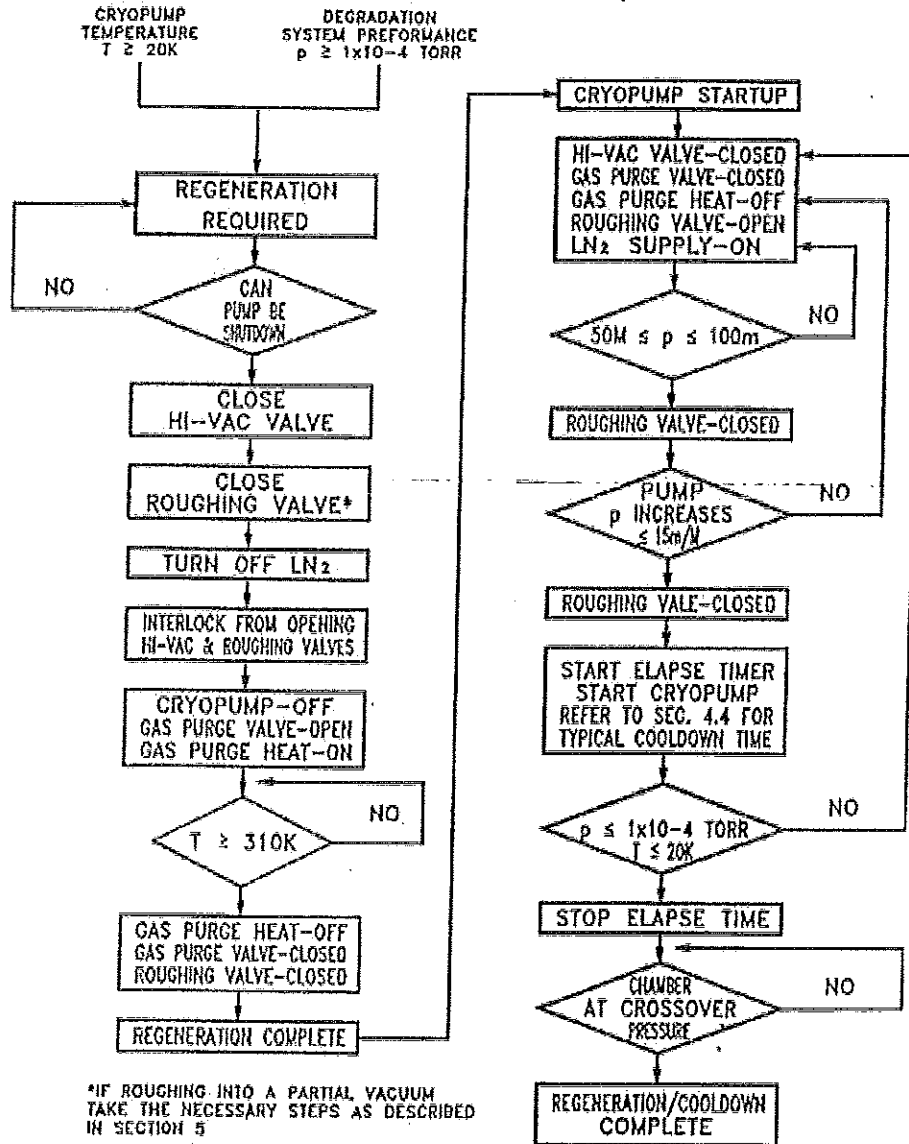 CRYOPUMP
TEMPERATURE
T ≥ 20K
DEGRADATION
SYSTEM PREFORMANCE
p ≥ 1x10-4 TORR
REGENERATION
REQUIRED
NO
CAN
PUMP BE
SHUTDOWN
CLOSE
HI-VAC VALVE
CLOSE
ROUGHING VALVE*
TURN OFF LN2
INTERLOCK FROM OPENING
HI-VAC & ROUGHING VALVES
CRYOPUMP-OFF
GAS PURGE VALVE-OPEN
GAS PURGE HEAT-ON
NO
T ≥ 310K
GAS PURGE HEAT-OFF
GAS PURGE VALVE-CLOSED
ROUGHING VALVE-CLOSED
REGENERATION COMPLETE
*IF ROUGHING INTO A PARTIAL VACUUM
TAKE THE NECESSARY STEPS AS DESCRIBED
IN SECTION 5
CRYOPUMP STARTUP
HI-VAC VALVE-CLOSED
GAS PURGE VALVE-CLOSED
GAS PURGE HEAT-OFF
ROUGHING VALVE-OPEN
LN2 SUPPLY-ON
NO
50M ≤ p ≤ 100m
ROUGHING VALVE-CLOSED
NO
PUMP
p INCREASES
≤ 15m/M
ROUGHING VALE-CLOSED
START ELAPSE TIMER
START CRYOPUMP
REFER TO SEC. 4.4 FOR
TYPICAL COOLDOWN TIME
NO
p ≤ 1x10-4 TORR
T ≤ 20K
STOP ELAPSE TIME
CHAMBER
AT CROSSOVER
PRESSURE
NO
REGENERATION/COOLDOWN
COMPLETE